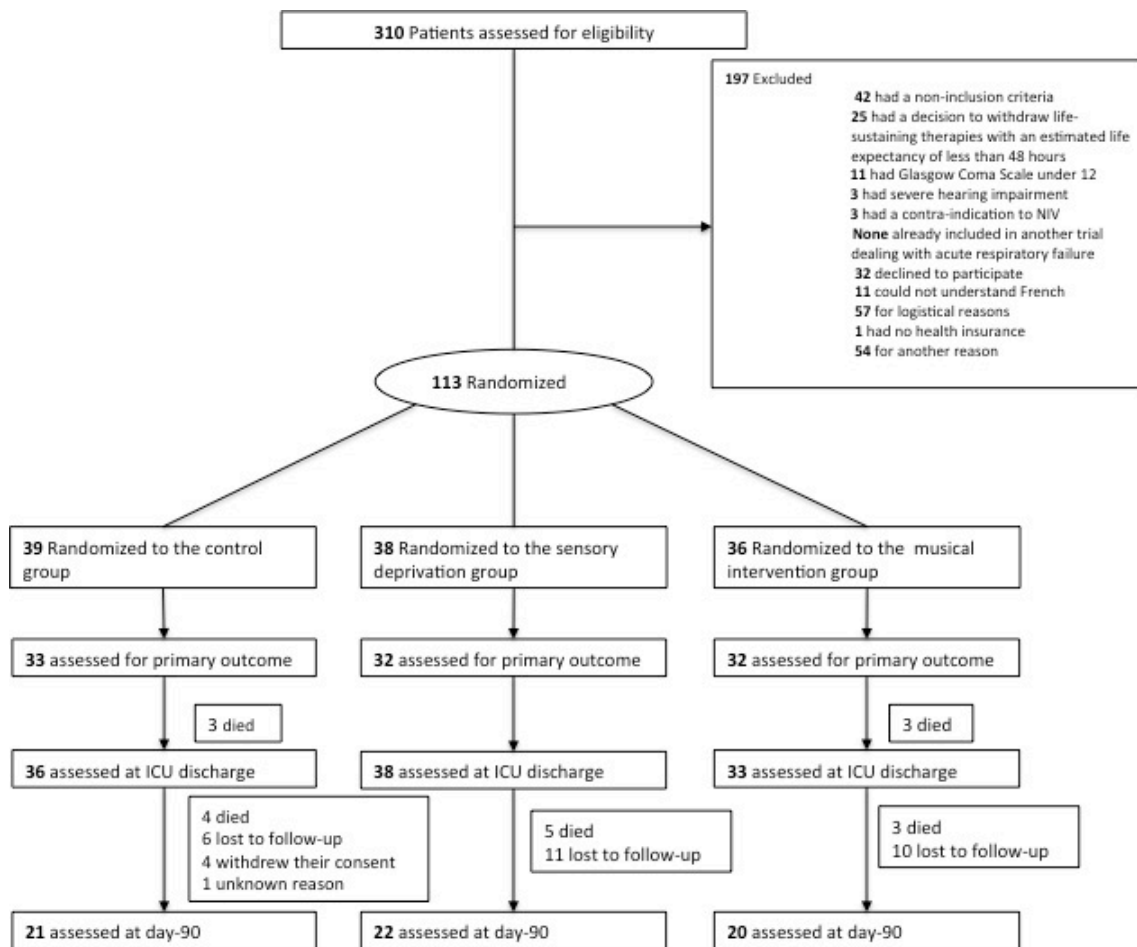 310 Patients assessed for eligibility
197 Excluded
42 had a non-inclusion criteria
25 had a decision to withdraw life-
sustaining therapies with an estimated life
expectancy of less than 48 hours
11 had Glasgow Coma Scale under 12
3 had severe hearing impairment
3 had a contra-indication to NIV
None already included in another trial
dealing with acute respiratory failure
32 declined to participate
11 could not understand French
57 for logistical reasons
1 had no health insurance
54 for another reason
113 Randomized
39 Randomized to the control
group
38 Randomized to the sensory
deprivation group
36 Randomized to the musical
intervention group
33 assessed for primary outcome
32 assessed for primary outcome
32 assessed for primary outcome
3 died
3 died
36 assessed at ICU discharge
38 assessed at ICU discharge
33 assessed at ICU discharge
4 died
6 lost to follow-up
4 withdrew their consent
1 unknown reason
5 died
11 lost to follow-up
3 died
10 lost to follow-up
21 assessed at day-90
22 assessed at day-90
20 assessed at day-90